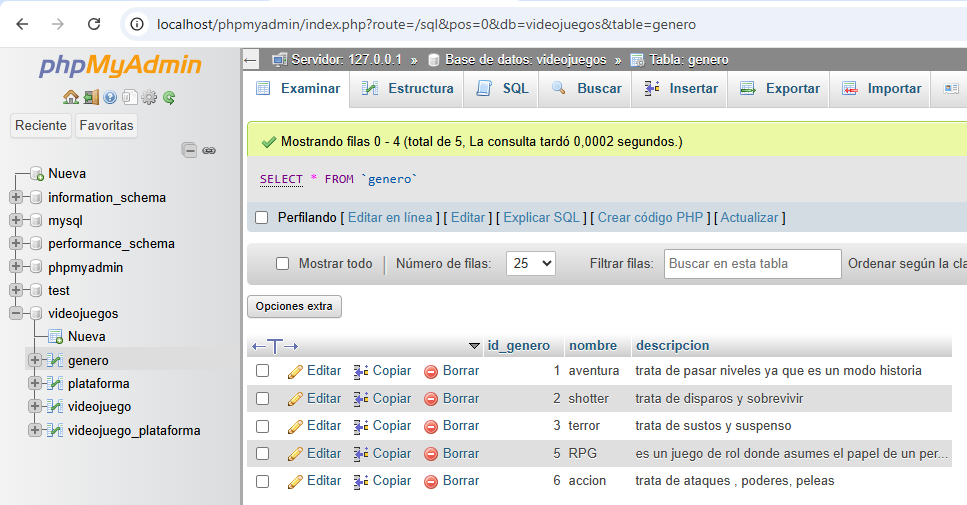 localhost/phpmyadmin/index.php?route=/sql&pos=0&db=videojuegos&table=genero
phpMyAdmin
Reciente Favoritas
Nueva
information_schema
mysql
performance_schema
phpmyadmin
test
videojuegos
Nueva
genero
plataforma
videojuego
videojuego_plataforma
Servidor: 127.0.0.1 » Base de datos: videojuegos » Tabla: genero
Examinar Estructura SQL Buscar Insertar Exportar Importar
Mostrando filas 0 - 4 (total de 5, La consulta tardó 0,0002 segundos.)
SELECT * FROM `genero`
Perfilando [ Editar en línea ] [ Editar ] [ Explicar SQL ] [ Crear código PHP ] [ Actualizar ]
Mostrar todo Número de filas: 25 Filtrar filas: Buscar en esta tabla Ordenar según la cla
Opciones extra
←T→ id_genero nombre descripcion
Editar Copiar Borrar 1 aventura trata de pasar niveles ya que es un modo historia
Editar Copiar Borrar 2 shotter trata de disparos y sobrevivir
Editar Copiar Borrar 3 terror trata de sustos y suspenso
Editar Copiar Borrar 5 RPG es un juego de rol donde asumes el papel de un per...
Editar Copiar Borrar 6 accion trata de ataques , poderes, peleas